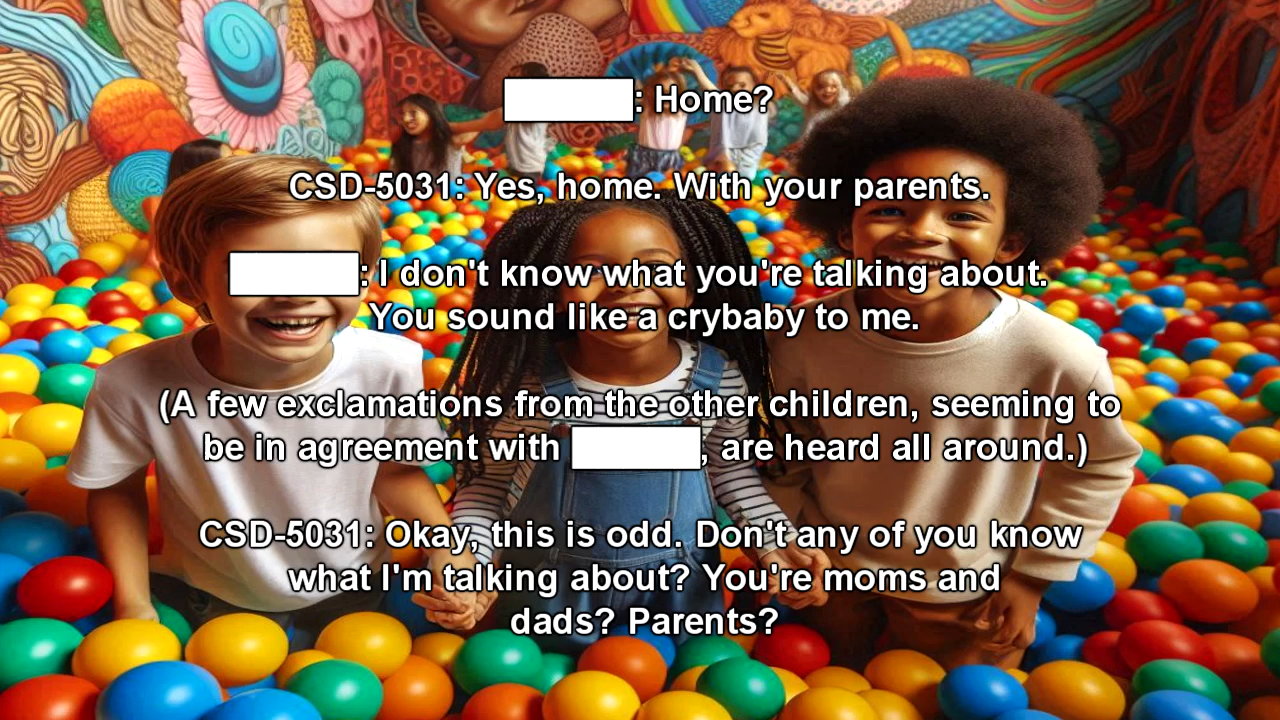 : Home?
CSD-5031: Yes, home. With your parents.
: I don't know what you're talking about.
You sound like a crybaby to me.
(A few exclamations from the other children, seeming to
be in agreement with , are heard all around.)
CSD-5031: Okay, this is odd. Don't any of you know
what I'm talking about? You're moms and
dads? Parents?